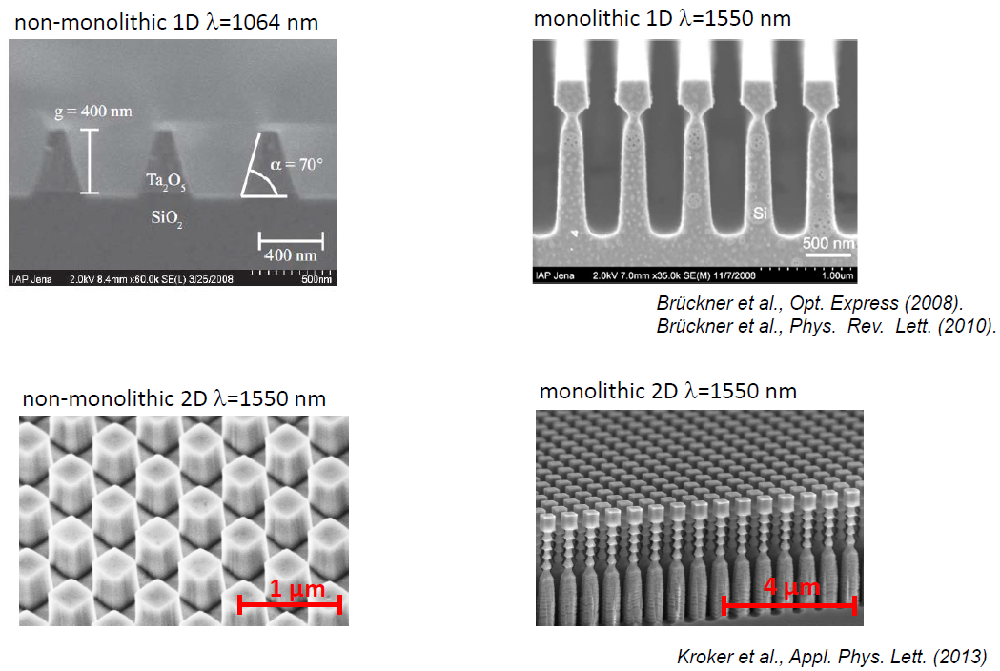 non-monolithic 1D λ=1064 nm
monolithic 1D λ=1550 nm
g = 400 nm
α = 70°
Ta2O5
SiO2
400 nm
IAP Jena 2.0kV 8.4mm x60.0k SE(L) 3/25/2008 500nm
Si
500 nm
IAP Jena 2.0kV 7.0mm x35.0k SE(M) 11/7/2008 1.00um
Brückner et al., Opt. Express (2008).
Brückner et al., Phys. Rev. Lett. (2010).
non-monolithic 2D λ=1550 nm
monolithic 2D λ=1550 nm
1 μm
4 μm
Kroker et al., Appl. Phys. Lett. (2013)